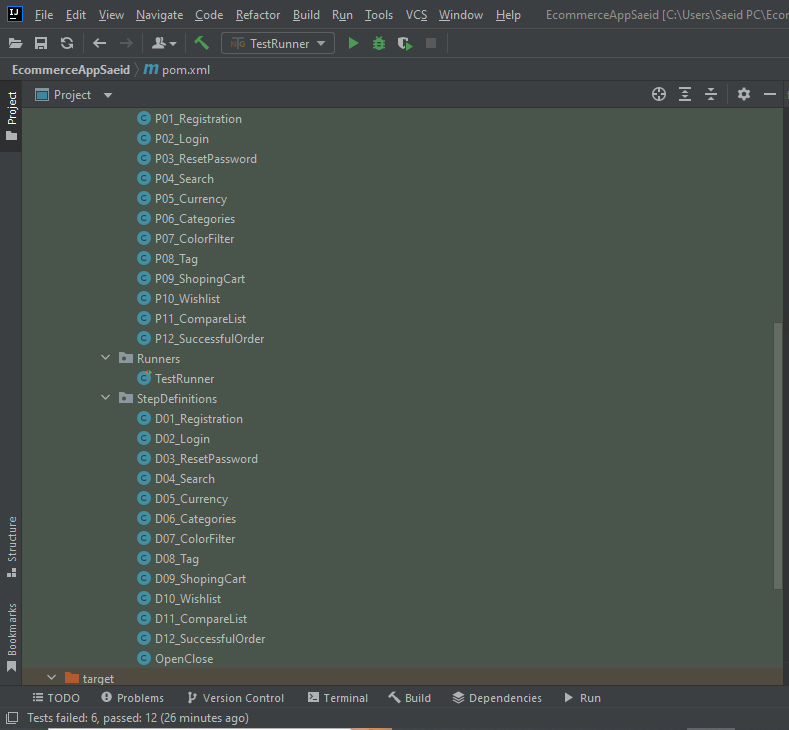 File Edit View Navigate Code Refactor Build Run Tools VCS Window Help EcommerceAppSaeid [C:\Users\Saeid PC\Ecom
TestRunner
EcommerceAppSaeid pom.xml
Project
Project
P01_Registration
P02_Login
P03_ResetPassword
P04_Search
P05_Currency
P06_Categories
P07_ColorFilter
P08_Tag
P09_ShopingCart
P10_Wishlist
P11_CompareList
P12_SuccessfulOrder
Runners
TestRunner
StepDefinitions
D01_Registration
D02_Login
D03_ResetPassword
D04_Search
D05_Currency
D06_Categories
D07_ColorFilter
D08_Tag
D09_ShopingCart
D10_Wishlist
D11_CompareList
D12_SuccessfulOrder
OpenClose
target
Structure
Bookmarks
TODO Problems Version Control Terminal Build Dependencies Run
Tests failed: 6, passed: 12 (26 minutes ago)